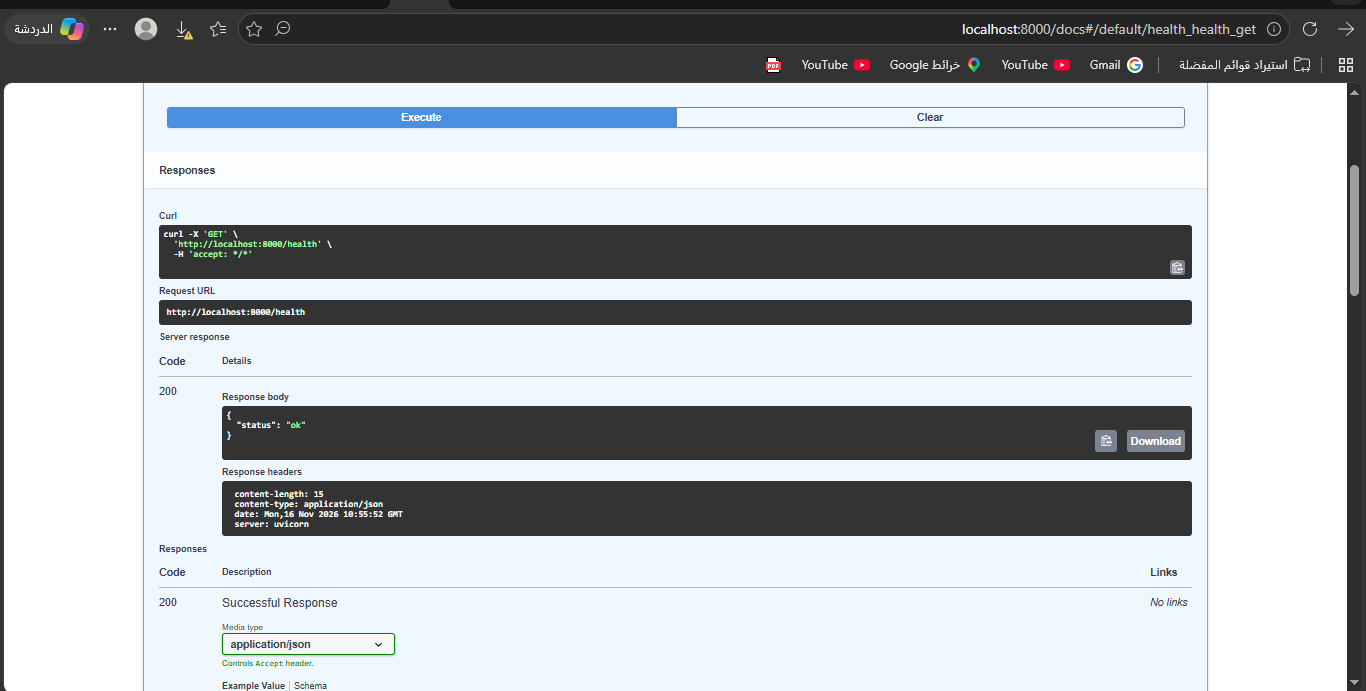 الدردشة
localhost:8000/docs#/default/health_health_get
PDF
YouTube
خرائط Google
YouTube
Gmail
استيراد قوائم المفضلة
Execute
Clear
Responses
Curl
curl -X 'GET' \
'http://localhost:8000/health' \
-H 'accept: */*'
Request URL
http://localhost:8000/health
Server response
Code Details
200
Response body
{
"status": "ok"
}
Download
Response headers
content-length: 15
content-type: application/json
date: Mon,16 Nov 2026 10:55:52 GMT
server: uvicorn
Responses
Code Description Links
200 Successful Response No links
Media type
application/json
Controls Accept header.
Example Value Schema